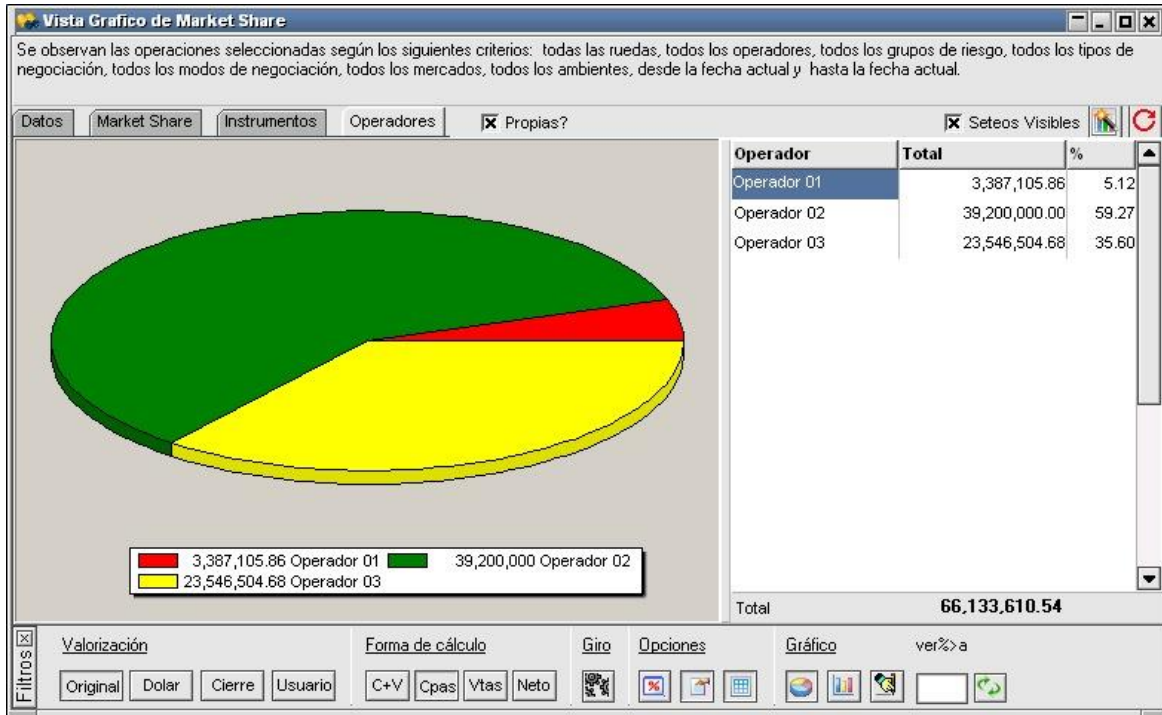 Vista Grafico de Market Share
Se observan las operaciones seleccionadas según los siguientes criterios: todas las ruedas, todos los operadores, todos los grupos de riesgo, todos los tipos de
negociación, todos los modos de negociación, todos los mercados, todos los ambientes, desde la fecha actual y hasta la fecha actual.
Datos Market Share Instrumentos Operadores Propias? Seteos Visibles
Operador Total %
Operador 01 3,387,105.86 5.12
Operador 02 39,200,000.00 59.27
Operador 03 23,546,504.68 35.60
3,387,105.86 Operador 01 39,200,000 Operador 02
23,546,504.68 Operador 03
Total 66,133,610.54
Filtros
Valorización Forma de cálculo Giro Opciones Gráfico ver%>a
Original Dolar Cierre Usuario C+V Cpas Vtas Neto %